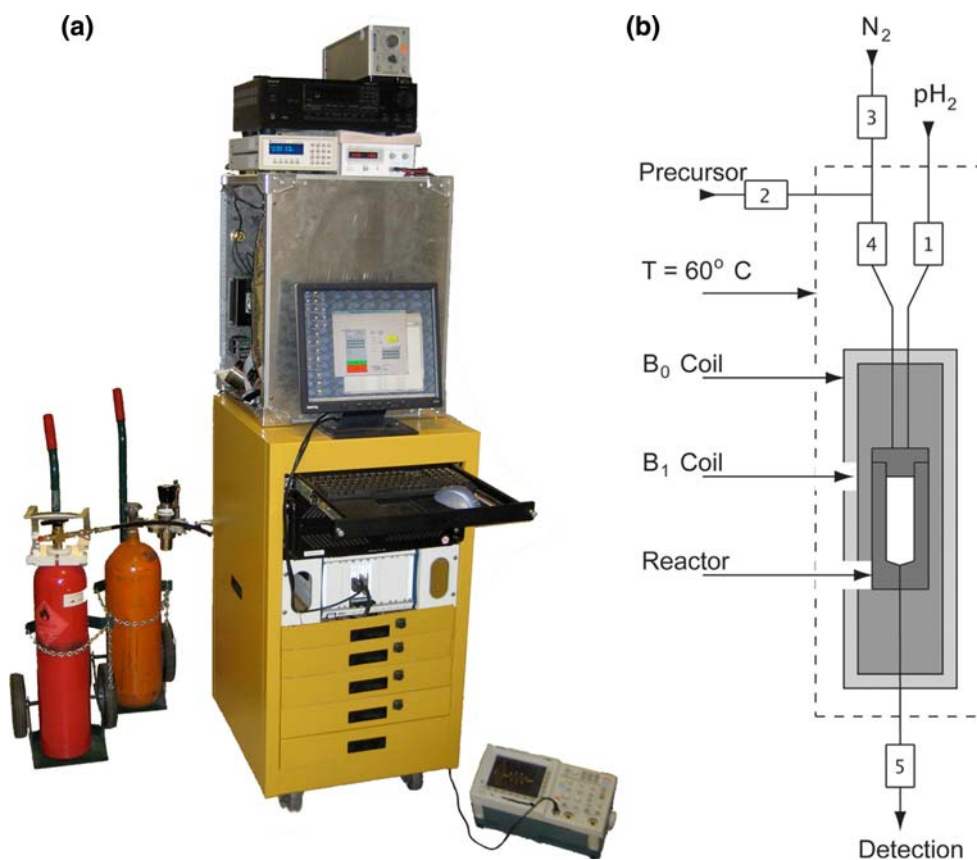 (a)
(b)
N₂
pH₂
3
Precursor
2
4
1
T = 60° C
B₀ Coil
B₁ Coil
Reactor
5
Detection